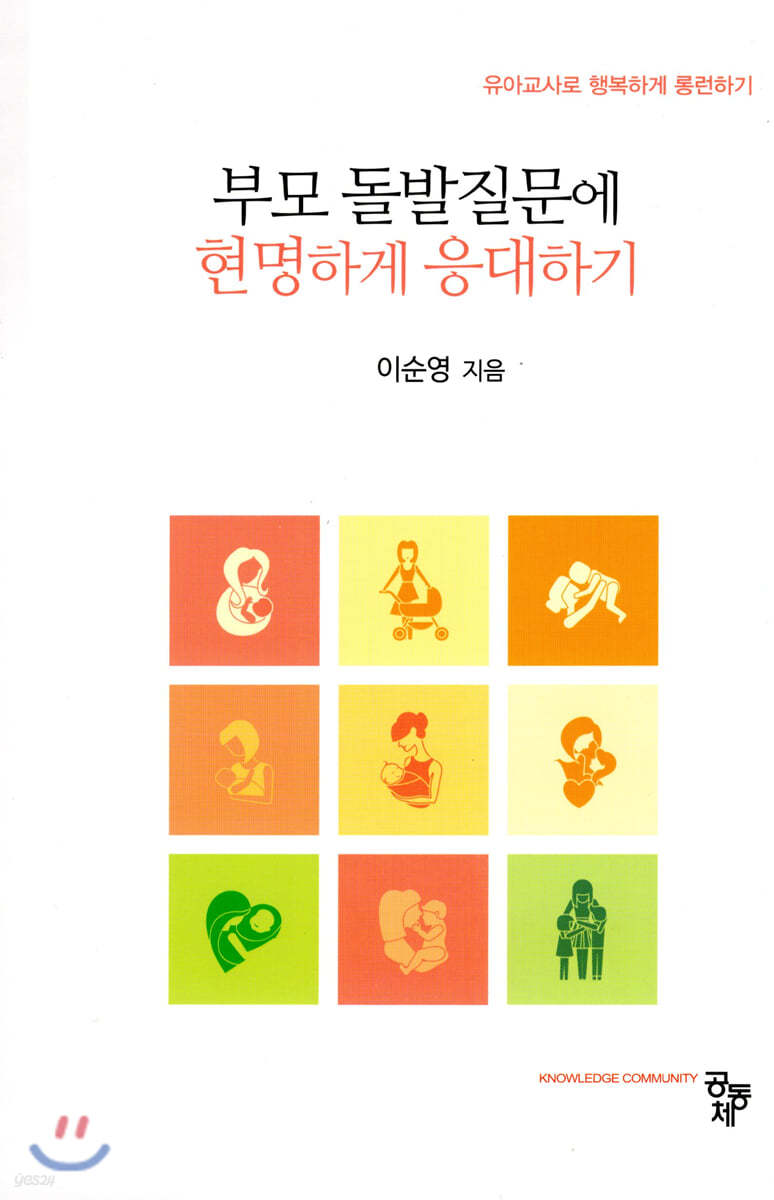 유아교사로 행복하게 롱런하기
부모 돌발질문에
현명하게 응대하기
이순영 지음
KNOWLEDGE COMMUNITY 공동체
yes24